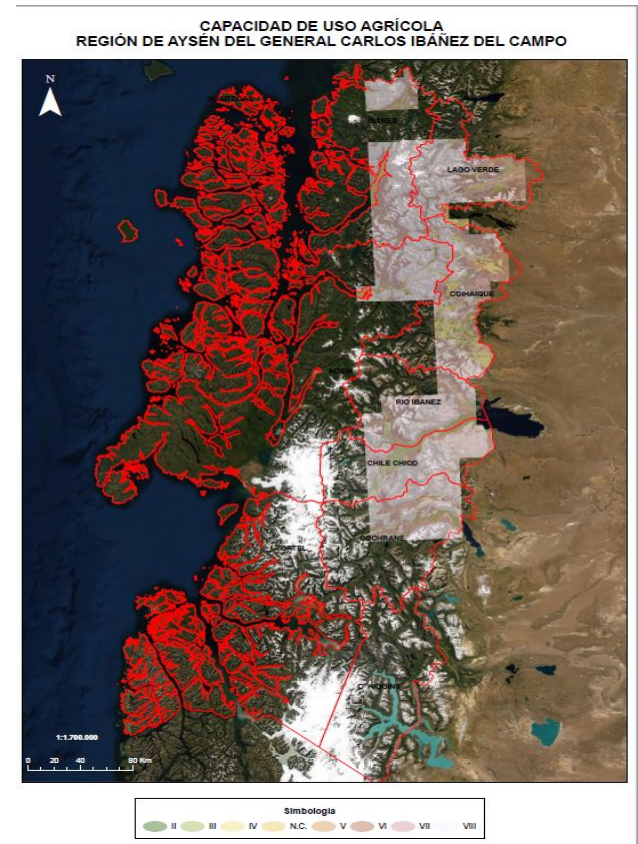 CAPACIDAD DE USO AGRÍCOLA
REGIÓN DE AYSÉN DEL GENERAL CARLOS IBÁÑEZ DEL CAMPO
N
LAGO VERDE
COIHAIQUE
RIO IBANEZ
CHILE CHICO
COCHRANE
1:1.700.000
0 20 40 80 Km
Simbologia
II III IV N.C. V VI VII VIII